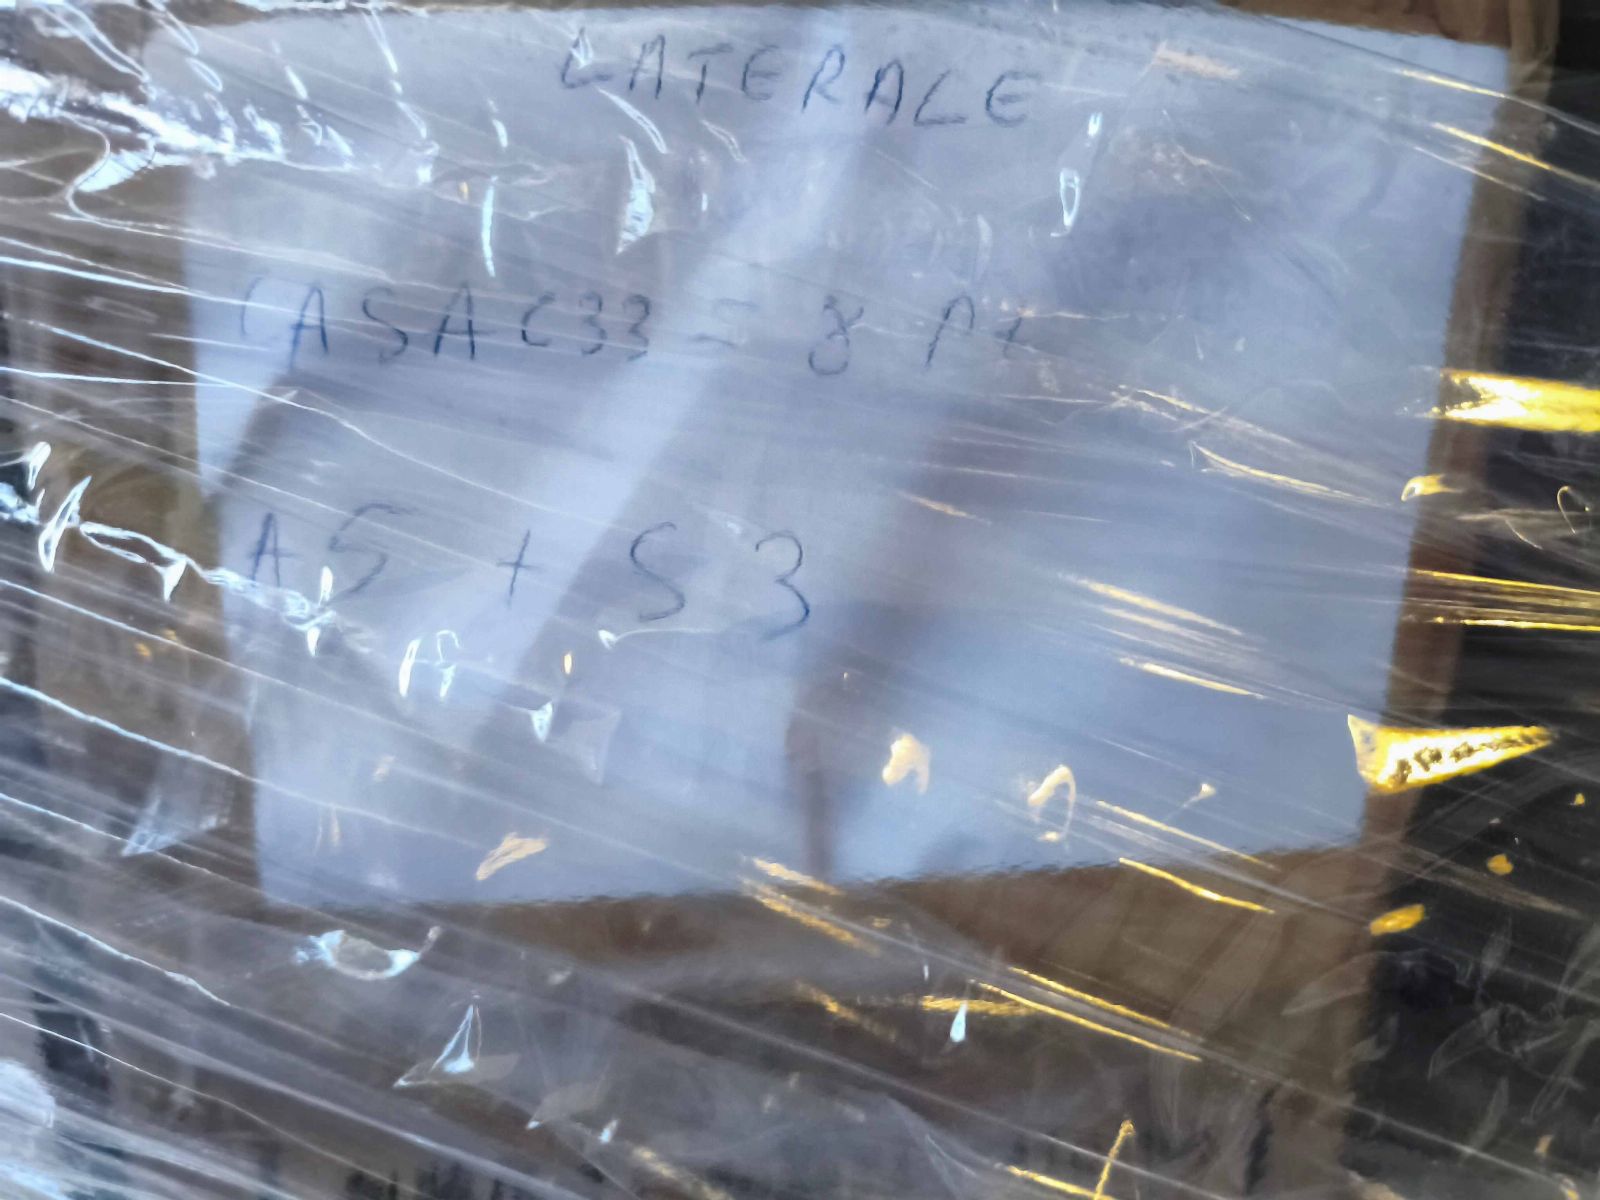 LATERALE
CASA C33 = 8 Pz
A5 + S3